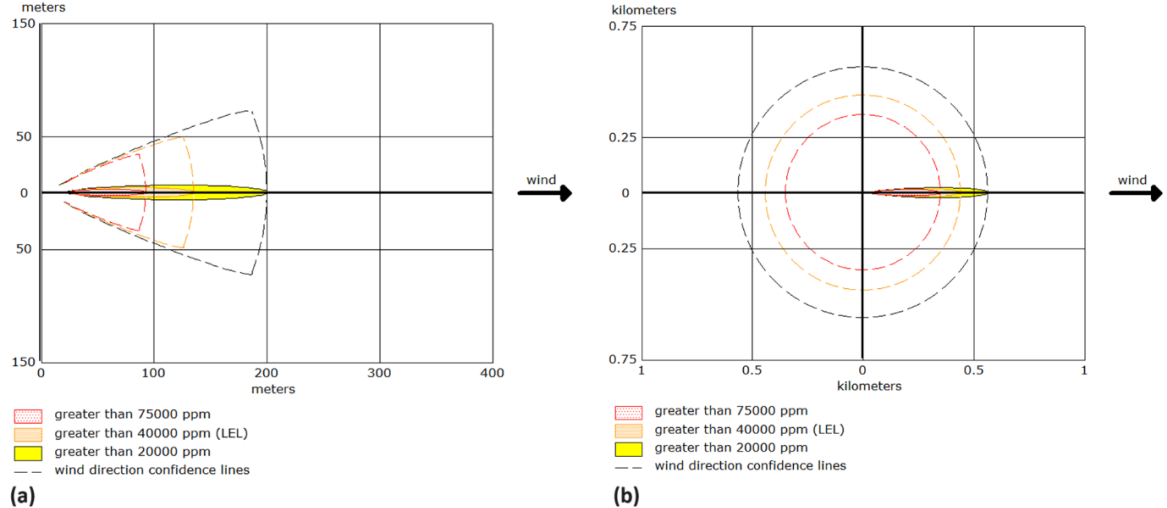 meters
150
50
0
50
150
0 100 200 300 400
meters
wind
greater than 75000 ppm
greater than 40000 ppm (LEL)
greater than 20000 ppm
wind direction confidence lines
(a)
kilometers
0.75
0.25
0
0.25
0.75
1 0.5 0 0.5 1
kilometers
wind
greater than 75000 ppm
greater than 40000 ppm (LEL)
greater than 20000 ppm
wind direction confidence lines
(b)